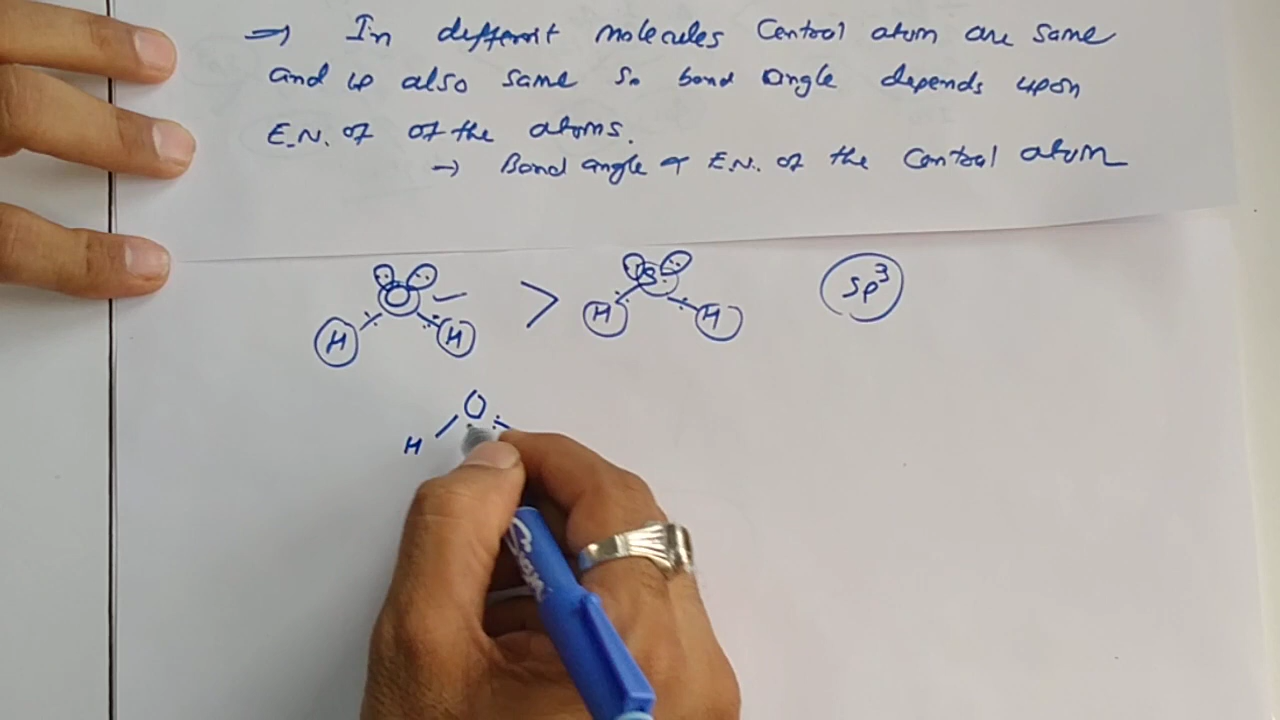 ⇒ In different molecules Central atom are same
and lp also same so bond angle depends upon
E.N. of of the atoms.
→ Bond angle α E.N. of the Central atom
O > S sp³
H H H H
O
H